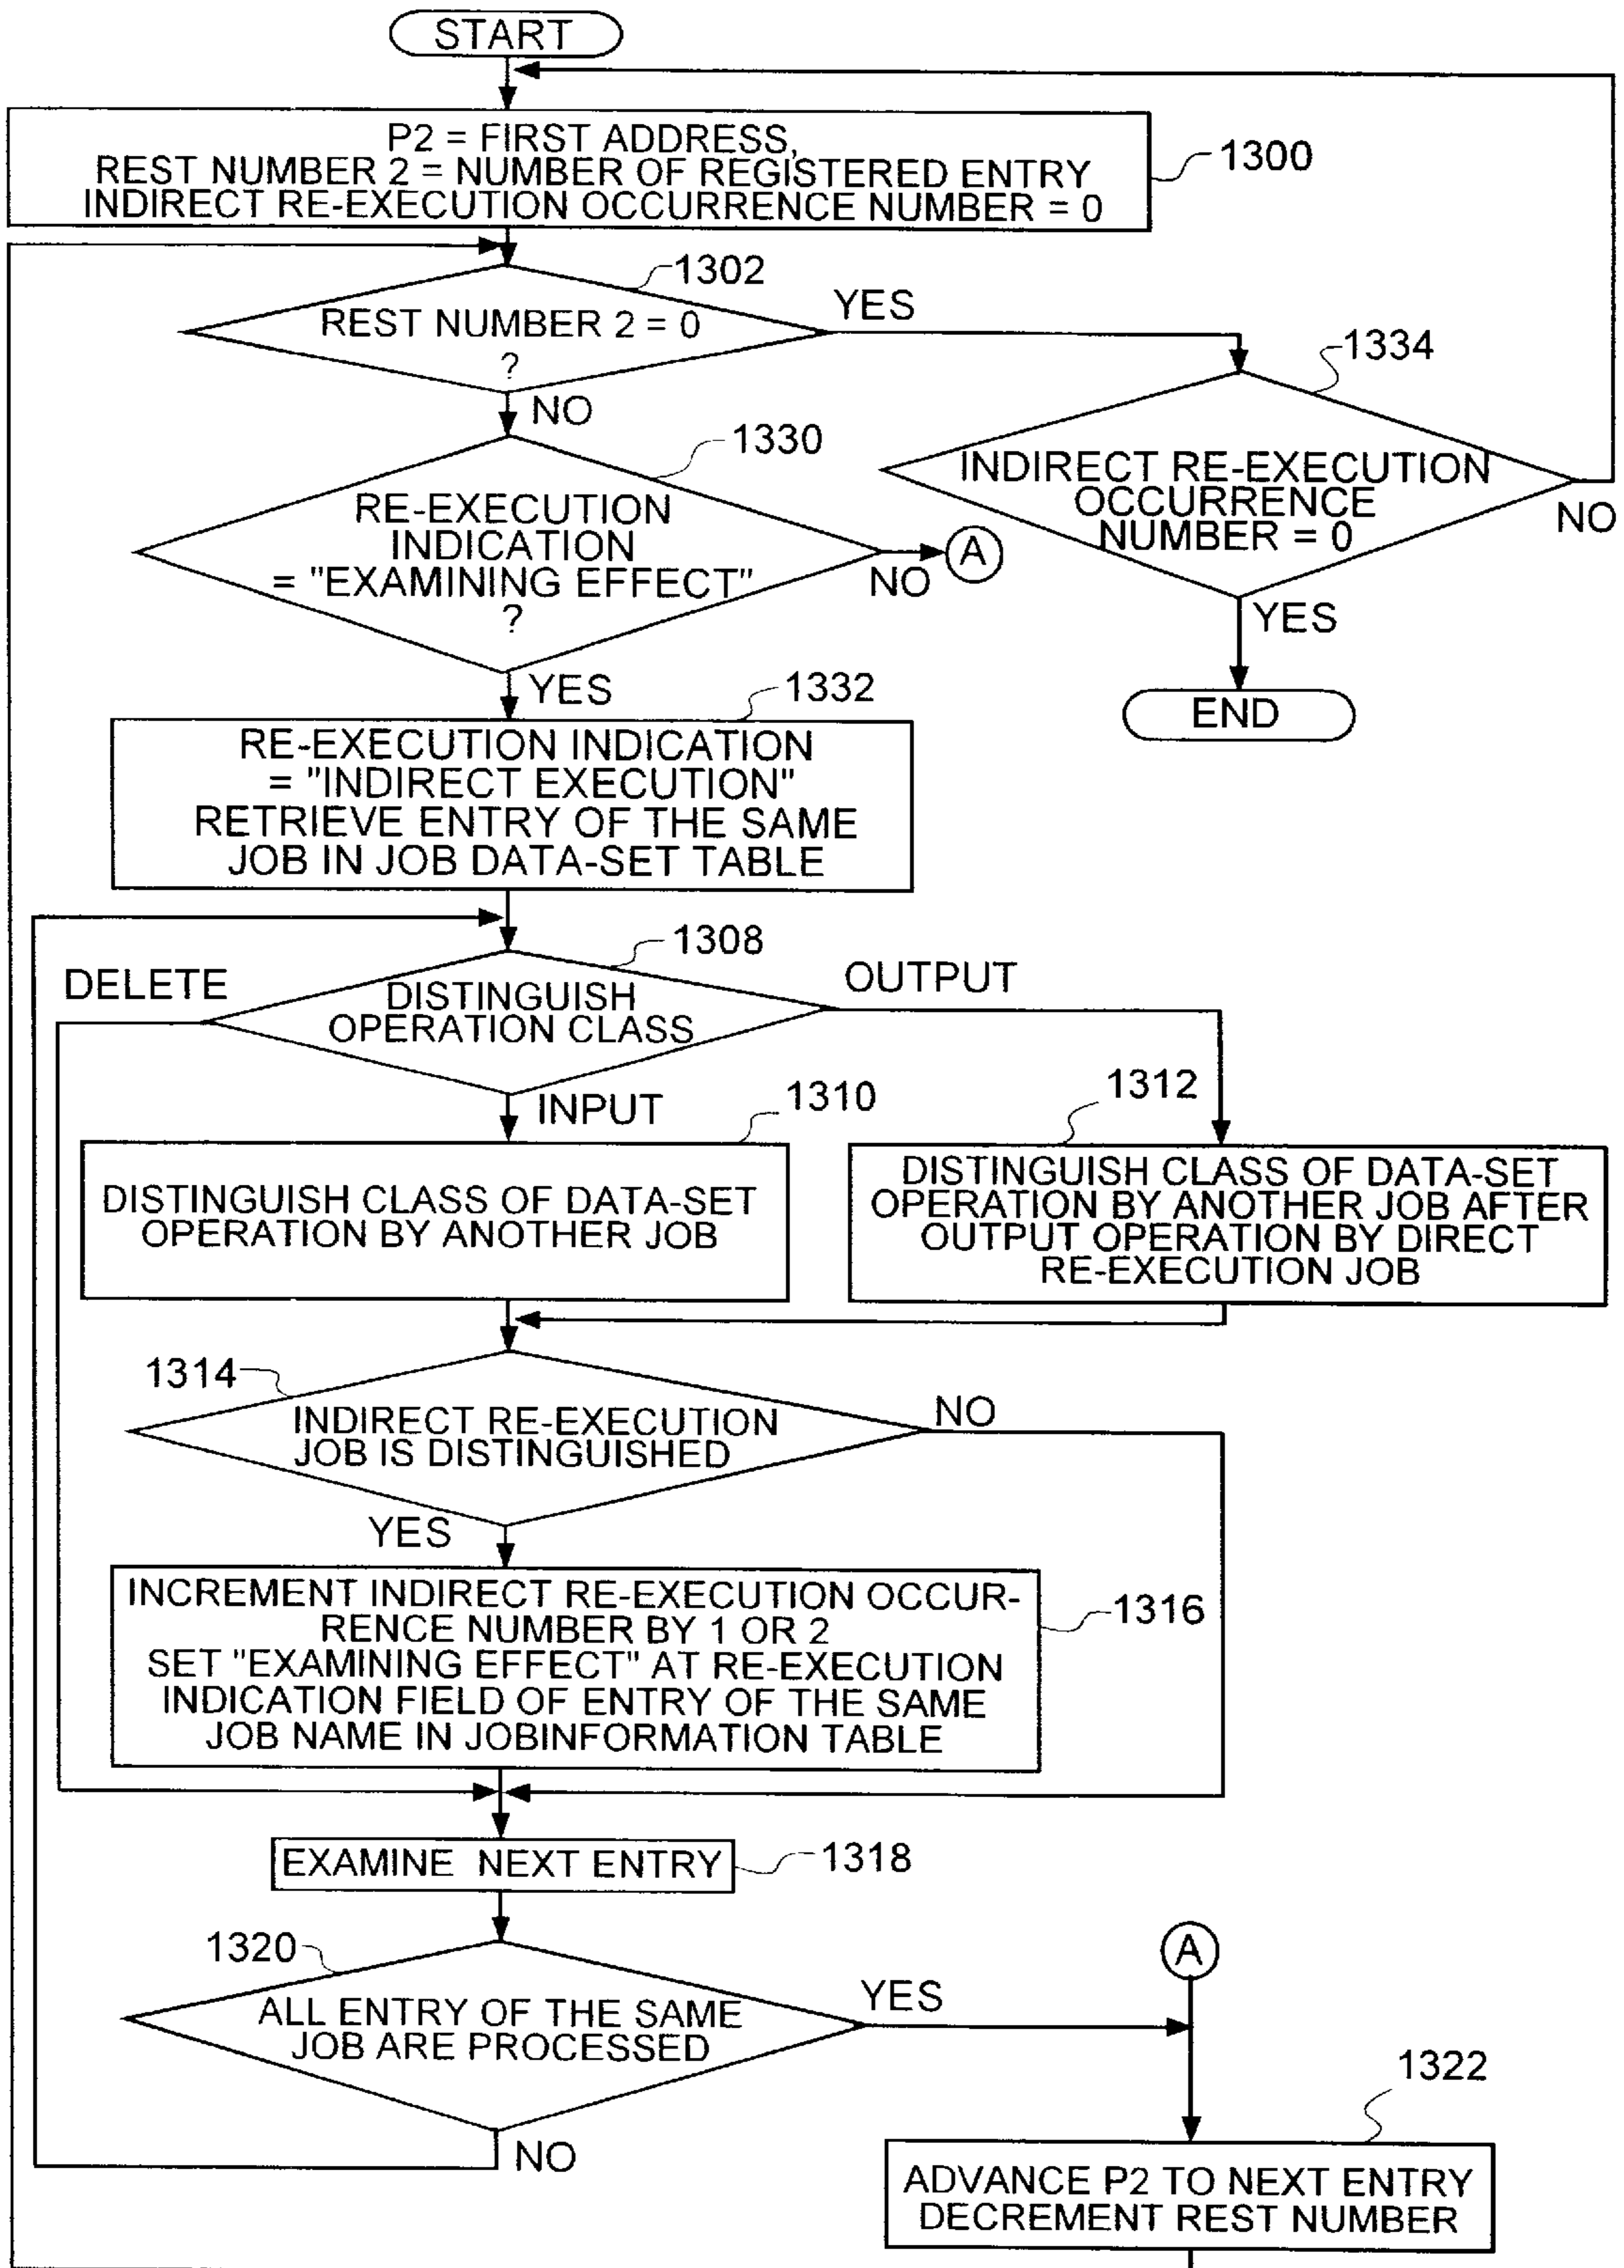 START
P2 = FIRST ADDRESS,
REST NUMBER 2 = NUMBER OF REGISTERED ENTRY
INDIRECT RE-EXECUTION OCCURRENCE NUMBER = 0
1300
1302
REST NUMBER 2 = 0
?
YES
NO
1334
INDIRECT RE-EXECUTION
OCCURRENCE
NUMBER = 0
NO
YES
END
1330
RE-EXECUTION
INDICATION
= "EXAMINING EFFECT"
?
NO
A
YES
1332
RE-EXECUTION INDICATION
= "INDIRECT EXECUTION"
RETRIEVE ENTRY OF THE SAME
JOB IN JOB DATA-SET TABLE
1308
DELETE
DISTINGUISH
OPERATION CLASS
OUTPUT
INPUT
1310
DISTINGUISH CLASS OF DATA-SET
OPERATION BY ANOTHER JOB
1312
DISTINGUISH CLASS OF DATA-SET
OPERATION BY ANOTHER JOB AFTER
OUTPUT OPERATION BY DIRECT
RE-EXECUTION JOB
1314
INDIRECT RE-EXECUTION
JOB IS DISTINGUISHED
NO
YES
INCREMENT INDIRECT RE-EXECUTION OCCUR-
RENCE NUMBER BY 1 OR 2
SET "EXAMINING EFFECT" AT RE-EXECUTION
INDICATION FIELD OF ENTRY OF THE SAME
JOB NAME IN JOBINFORMATION TABLE
1316
EXAMINE NEXT ENTRY
1318
1320
ALL ENTRY OF THE SAME
JOB ARE PROCESSED
YES
NO
A
1322
ADVANCE P2 TO NEXT ENTRY
DECREMENT REST NUMBER